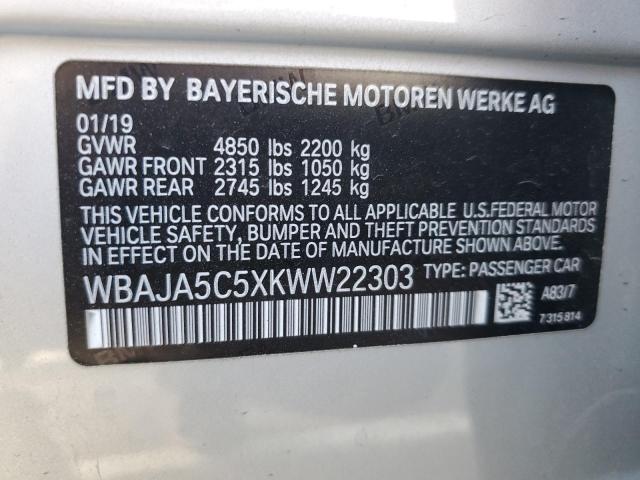 MFD BY BAYERISCHE MOTOREN WERKE AG
01/19
GVWR 4850 lbs 2200 kg
GAWR FRONT 2315 lbs 1050 kg
GAWR REAR 2745 lbs 1245 kg
THIS VEHICLE CONFORMS TO ALL APPLICABLE U.S.FEDERAL MOTOR
VEHICLE SAFETY, BUMPER AND THEFT PREVENTION STANDARDS
IN EFFECT ON THE DATE OF MANUFACTURE SHOWN ABOVE.
WBAJA5C5XKWW22303 TYPE: PASSENGER CAR
A83/7
7315814